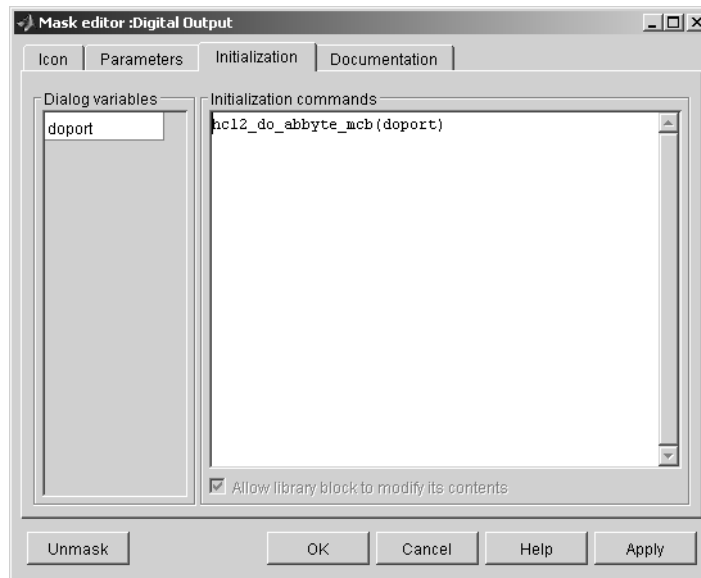 Mask editor :Digital Output
Icon Parameters Initialization Documentation
Dialog variables
doport
Initialization commands
hc12_do_abbyte_mcb(doport)
Allow library block to modify its contents
Unmask OK Cancel Help Apply